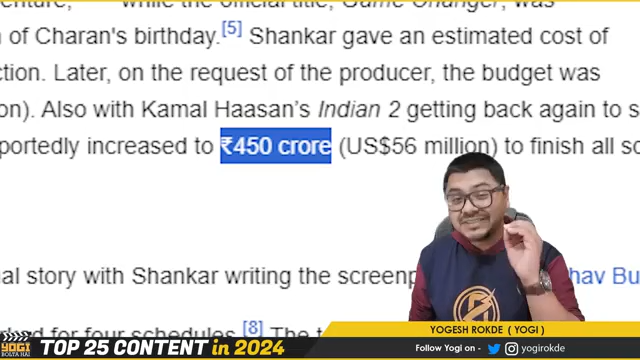 while the official title, Game Changer, was
n of Charan's birthday.[5] Shankar gave an estimated cost of
ction. Later, on the request of the producer, the budget was
on). Also with Kamal Haasan's Indian 2 getting back again to s
portedly increased to ₹450 crore (US$56 million) to finish all sc
nal story with Shankar writing the screenp
hav Bu
for four schedules.[8] The
YOGESH ROKDE ( YOGI )
Follow Yogi on - yogirokde
YOGI
BOLTA HAI
TOP 25 CONTENT in 2024